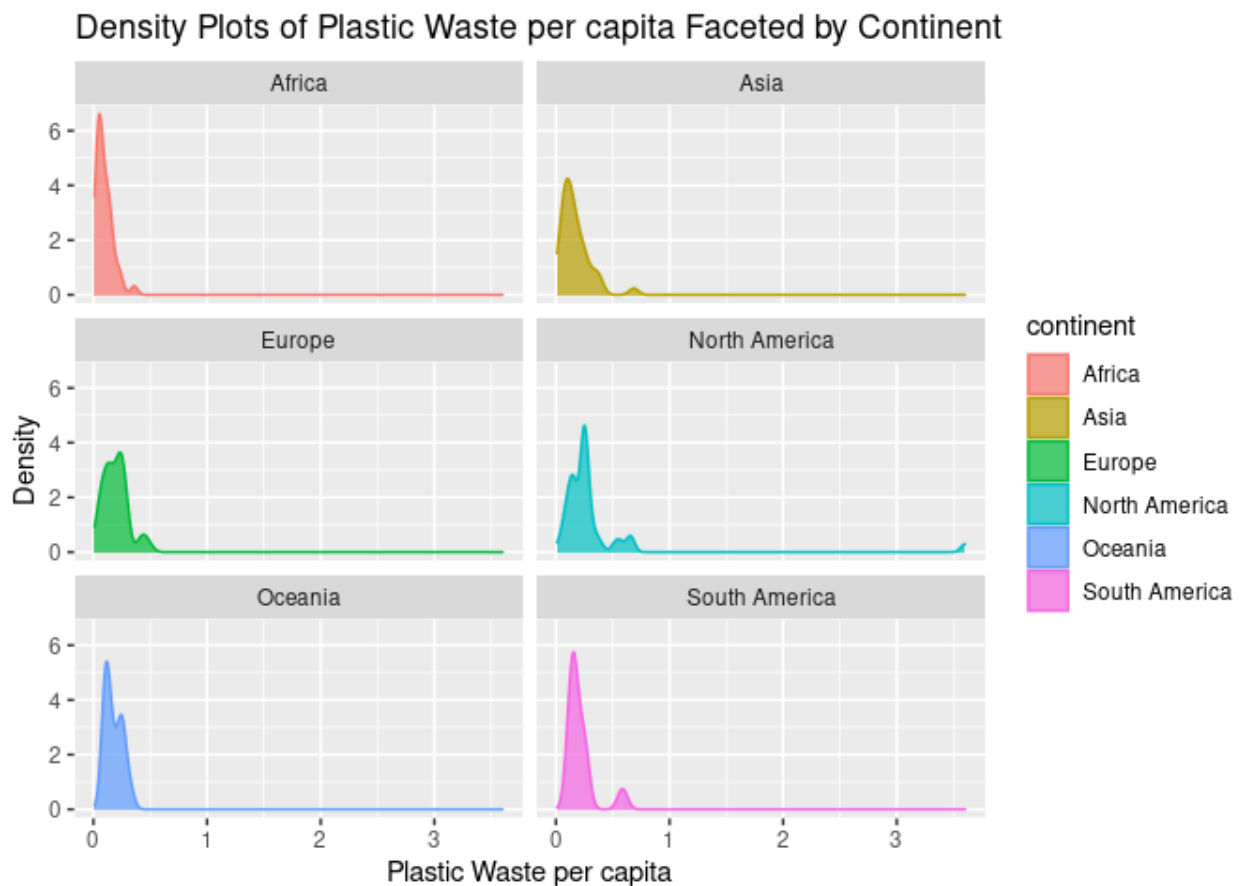 Density Plots of Plastic Waste per capita Faceted by Continent
Africa
Asia
6
4
2
0
Europe
North America
6
4
2
0
Oceania
South America
6
4
2
0
0 1 2 3
0 1 2 3
Density
Plastic Waste per capita
continent
Africa
Asia
Europe
North America
Oceania
South America